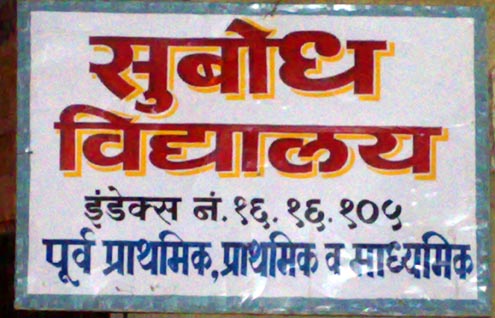 सुबोध
विद्यालय
इंडेक्स नं.१६.१६.१०५
पूर्व प्राथमिक,प्राथमिक व माध्यमिक